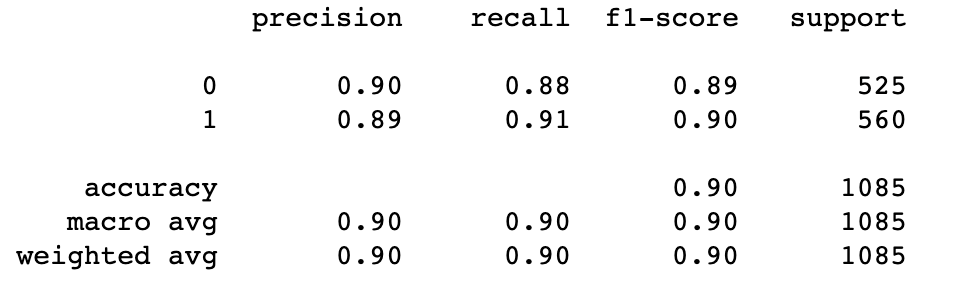 precision recall f1-score support
0 0.90 0.88 0.89 525
1 0.89 0.91 0.90 560
accuracy 0.90 1085
macro avg 0.90 0.90 0.90 1085
weighted avg 0.90 0.90 0.90 1085